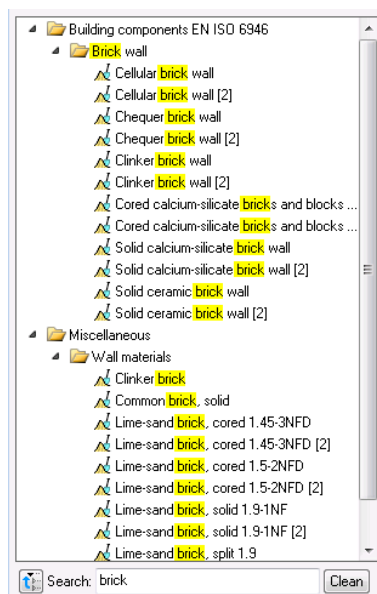 Building components EN ISO 6946
Brick wall
Cellular brick wall
Cellular brick wall [2]
Chequer brick wall
Chequer brick wall [2]
Clinker brick wall
Clinker brick wall [2]
Cored calcium-silicate bricks and blocks ...
Cored calcium-silicate bricks and blocks ...
Solid calcium-silicate brick wall
Solid calcium-silicate brick wall [2]
Solid ceramic brick wall
Solid ceramic brick wall [2]
Miscellaneous
Wall materials
Clinker brick
Common brick, solid
Lime-sand brick, cored 1.45-3NFD
Lime-sand brick, cored 1.45-3NFD [2]
Lime-sand brick, cored 1.5-2NFD
Lime-sand brick, cored 1.5-2NFD [2]
Lime-sand brick, solid 1.9-1NF
Lime-sand brick, solid 1.9-1NF [2]
Lime-sand brick, split 1.9
Search: brick Clean